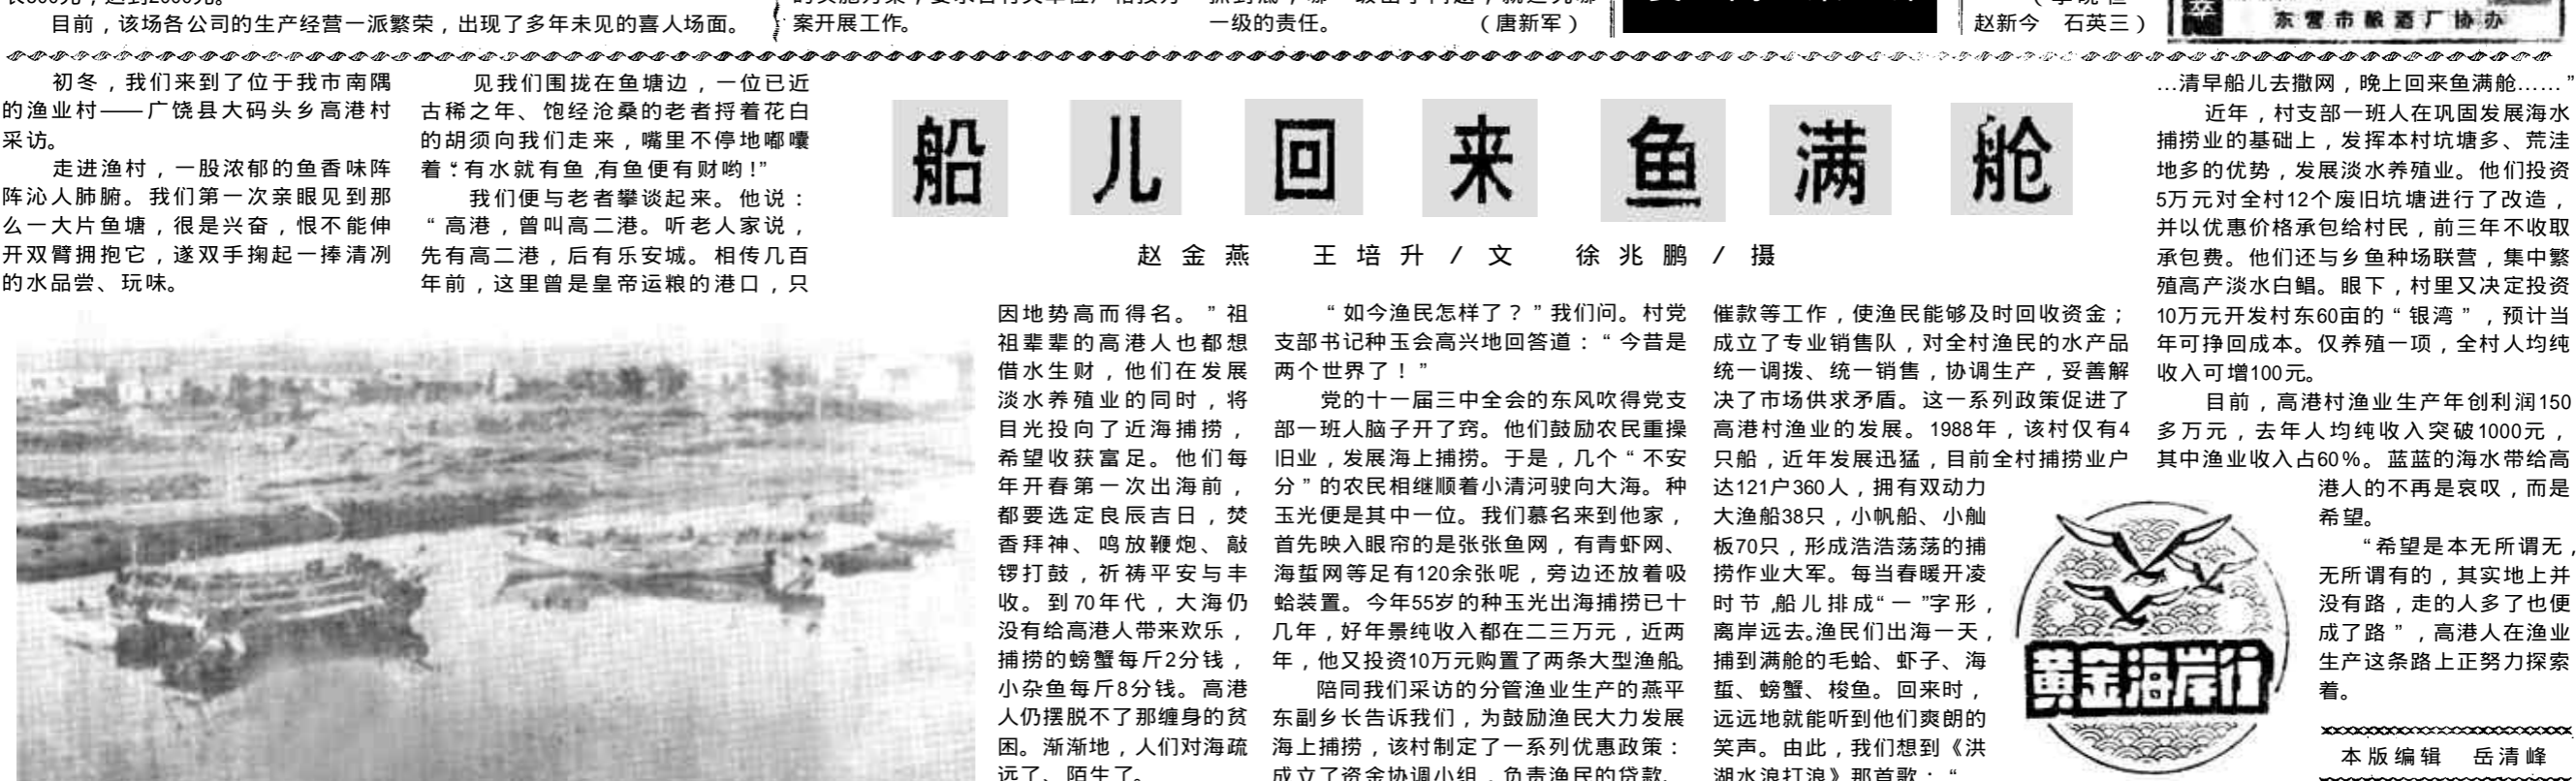 目前，该场各公司的生产经营一派繁荣，出现了多年未见的喜人场面。
案开展工作。
一级的责任。
（唐新军）
赵新今　石英三）
东营市酿酒厂协办
船儿回来鱼满舱
赵金燕　王培升/文　徐兆鹏/摄
初冬，我们来到了位于我市南隅
的渔业村——广饶县大码头乡高港村
采访。
走进渔村，一股浓郁的鱼香味阵
阵沁人肺腑。我们第一次亲眼见到那
么一大片鱼塘，很是兴奋，恨不能伸
开双臂拥抱它，遂双手掬起一捧清冽
的水品尝、玩味。
见我们围拢在鱼塘边，一位已近
古稀之年、饱经沧桑的老者捋着花白
的胡须向我们走来，嘴里不停地嘟囔
着：“有水就有鱼，有鱼便有财哟！”
我们便与老者攀谈起来。他说：
“高港，曾叫高二港。听老人家说，
先有高二港，后有乐安城。相传几百
年前，这里曾是皇帝运粮的港口，只
因地势高而得名。”祖
祖辈辈的高港人也都想
借水生财，他们在发展
淡水养殖业的同时，将
目光投向了近海捕捞，
希望收获富足。他们每
年开春第一次出海前，
都要选定良辰吉日，焚
香拜神、鸣放鞭炮、敲
锣打鼓，祈祷平安与丰
收。到70年代，大海仍
没有给高港人带来欢乐，
捕捞的螃蟹每斤2分钱，
小杂鱼每斤8分钱。高港
人仍摆脱不了那缠身的贫
困。渐渐地，人们对海疏
远了、陌生了。
“如今渔民怎样了？”我们问。村党
支部书记种玉会高兴地回答道：“今昔是
两个世界了！”
党的十一届三中全会的东风吹得党支
部一班人脑子开了窍。他们鼓励农民重操
旧业，发展海上捕捞。于是，几个“不安
分”的农民相继顺着小清河驶向大海。种
玉光便是其中一位。我们慕名来到他家，
首先映入眼帘的是张张鱼网，有青虾网、
海蜇网等足有120余张呢，旁边还放着吸
蛤装置。今年55岁的种玉光出海捕捞已十
几年，好年景纯收入都在二三万元，近两
年，他又投资10万元购置了两条大型渔船。
陪同我们采访的分管渔业生产的燕平
东副乡长告诉我们，为鼓励渔民大力发展
海上捕捞，该村制定了一系列优惠政策：
成立了资金协调小组，负责渔民的贷款、
催款等工作，使渔民能够及时回收资金；
成立了专业销售队，对全村渔民的水产品
统一调拨、统一销售，协调生产，妥善解
决了市场供求矛盾。这一系列政策促进了
高港村渔业的发展。1988年，该村仅有4
只船，近年发展迅猛，目前全村捕捞业户
达121户360人，拥有双动力
大渔船38只，小帆船、小舢
板70只，形成浩浩荡荡的捕
捞作业大军。每当春暖开凌
时节，船儿排成“一”字形，
离岸远去。渔民们出海一天，
捕到满舱的毛蛤、虾子、海
蜇、螃蟹、梭鱼。回来时，
远远地就能听到他们爽朗的
笑声。由此，我们想到《洪
湖水浪打浪》那首歌：“
…清早船儿去撒网，晚上回来鱼满舱……”
近年，村支部一班人在巩固发展海水
捕捞业的基础上，发挥本村坑塘多、荒洼
地多的优势，发展淡水养殖业。他们投资
5万元对全村12个废旧坑塘进行了改造，
并以优惠价格承包给村民，前三年不收取
承包费。他们还与乡鱼种场联营，集中繁
殖高产淡水白鲳。眼下，村里又决定投资
10万元开发村东60亩的“银湾”，预计当
年可挣回成本。仅养殖一项，全村人均纯
收入可增100元。
目前，高港村渔业生产年创利润150
多万元，去年人均纯收入突破1000元，
其中渔业收入占60%。蓝蓝的海水带给高
港人的不再是哀叹，而是
希望。
“希望是本无所谓无，
无所谓有的，其实地上并
没有路，走的人多了也便
成了路”，高港人在渔业
生产这条路上正努力探索
着。
黄金海岸行
本版编辑　岳清峰